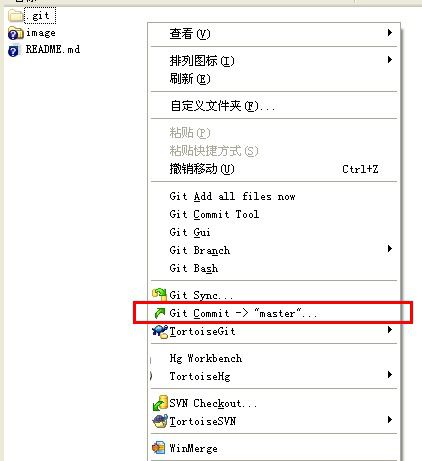 .git
image
README.md
查看(V)
排列图标(I)
刷新(E)
自定义文件夹(F)...
粘贴(P)
粘贴快捷方式(S)
撤销移动(U) Ctrl+Z
Git Add all files now
Git Commit Tool
Git Gui
Git Branch
Git Bash
Git Sync...
Git Commit -> "master"...
TortoiseGit
Hg Workbench
TortoiseHg
SVN Checkout...
TortoiseSVN
WinMerge